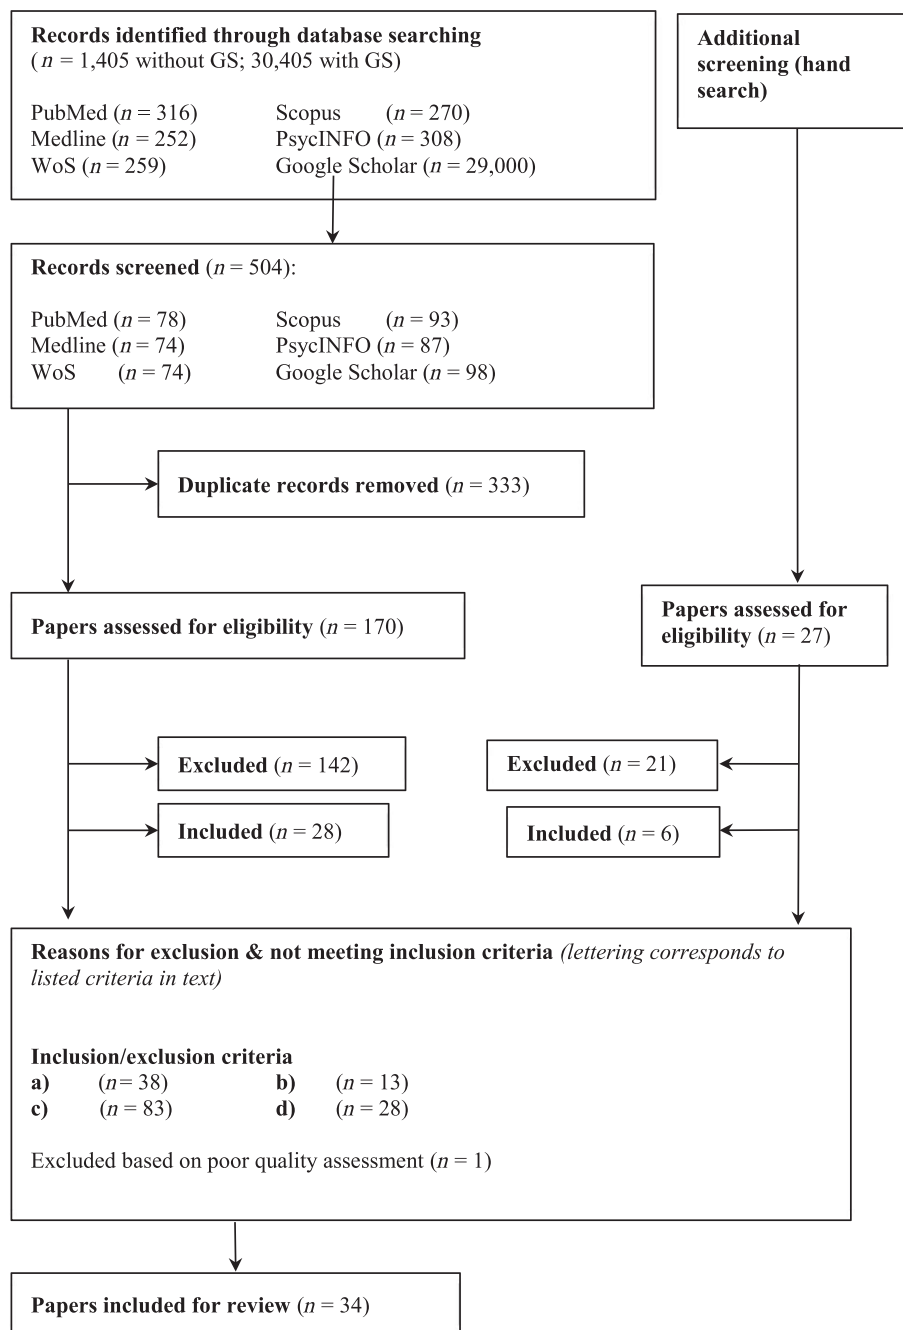 Records identified through database searching
(n = 1,405 without GS; 30,405 with GS)
PubMed (n = 316) Scopus (n = 270)
Medline (n = 252) PsycINFO (n = 308)
WoS (n = 259) Google Scholar (n = 29,000)
Additional
screening (hand
search)
Records screened (n = 504):
PubMed (n = 78) Scopus (n = 93)
Medline (n = 74) PsycINFO (n = 87)
WoS (n = 74) Google Scholar (n = 98)
Duplicate records removed (n = 333)
Papers assessed for eligibility (n = 170)
Papers assessed for
eligibility (n = 27)
Excluded (n = 142)
Excluded (n = 21)
Included (n = 28)
Included (n = 6)
Reasons for exclusion & not meeting inclusion criteria (lettering corresponds to
listed criteria in text)
Inclusion/exclusion criteria
a) (n = 38) b) (n = 13)
c) (n = 83) d) (n = 28)
Excluded based on poor quality assessment (n = 1)
Papers included for review (n = 34)